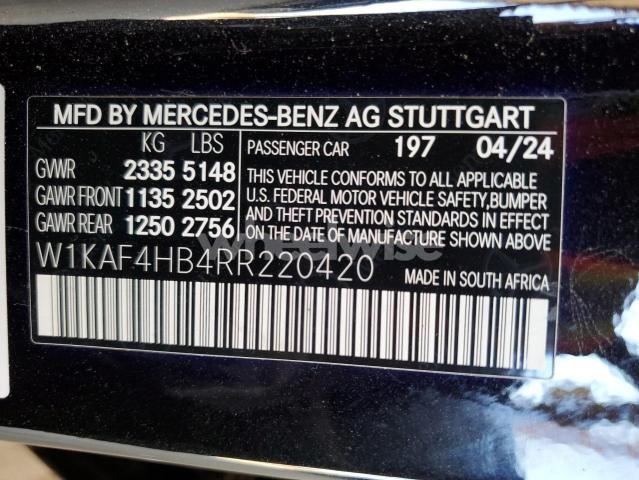 MFD BY MERCEDES-BENZ AG STUTTGART
KG LBS
GVWR 2335 5148
GAWR FRONT 1135 2502
GAWR REAR 1250 2756
PASSENGER CAR 197 04/24
THIS VEHICLE CONFORMS TO ALL APPLICABLE
U.S. FEDERAL MOTOR VEHICLE SAFETY,BUMPER
AND THEFT PREVENTION STANDARDS IN EFFECT
ON THE DATE OF MANUFACTURE SHOWN ABOVE.
W1KAF4HB4RR220420
MADE IN SOUTH AFRICA
wheelwise